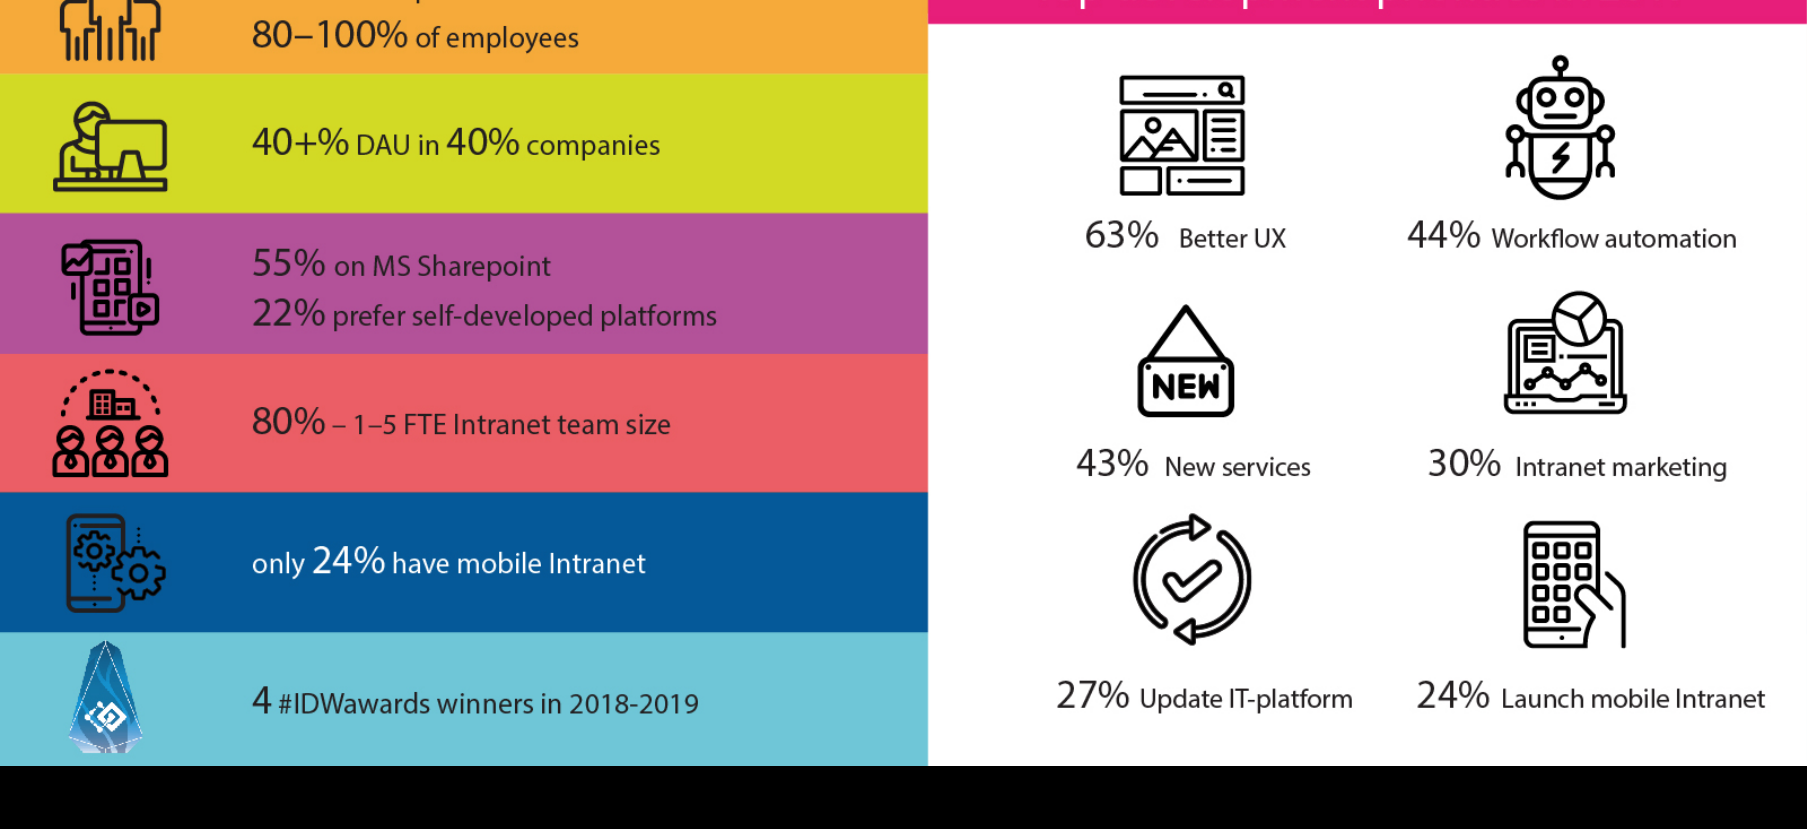 80–100% of employees
40+% DAU in 40% companies
55% on MS Sharepoint
22% prefer self-developed platforms
80% – 1–5 FTE Intranet team size
only 24% have mobile Intranet
4 #IDWawards winners in 2018-2019
63% Better UX
44% Workflow automation
NEW
43% New services
30% Intranet marketing
27% Update IT-platform
24% Launch mobile Intranet